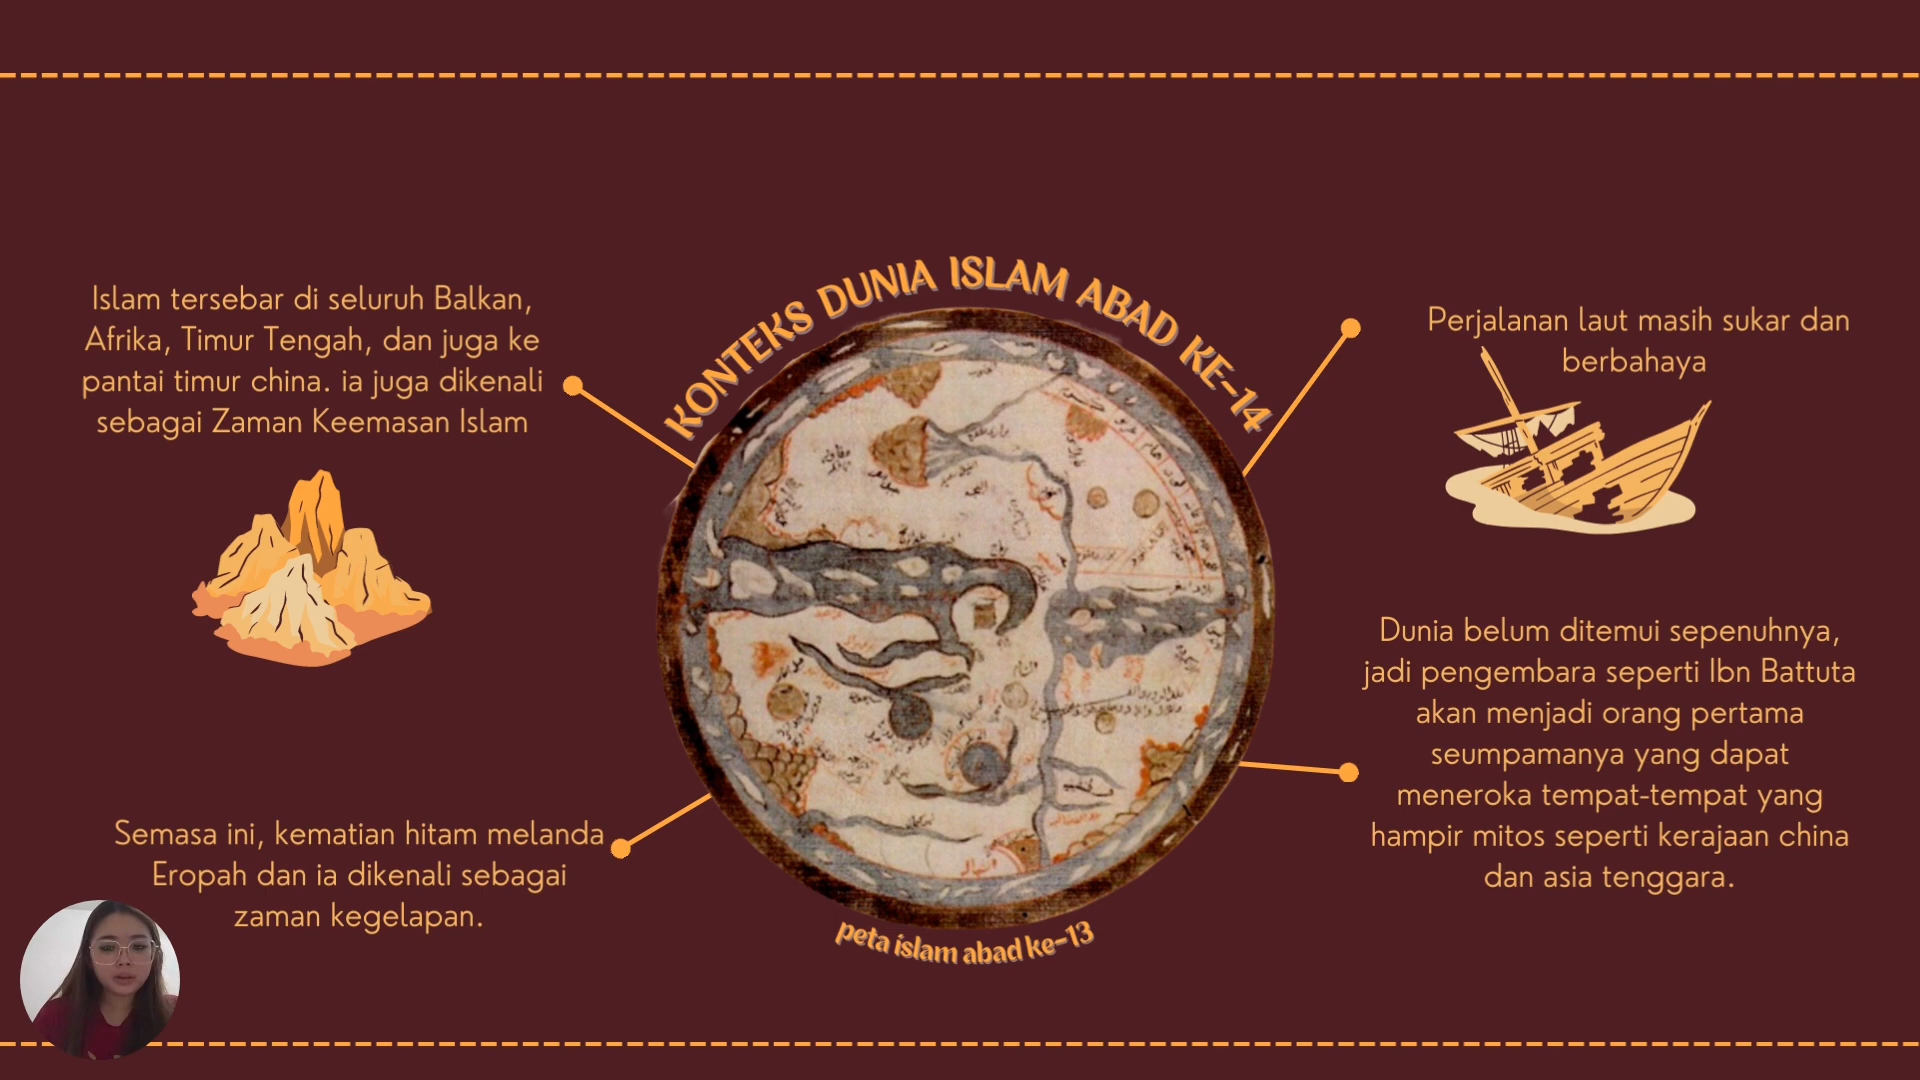 KONTEKS DUNIA ISLAM ABAD KE-14
Islam tersebar di seluruh Balkan,
Afrika, Timur Tengah, dan juga ke
pantai timur china. ia juga dikenali
sebagai Zaman Keemasan Islam
Perjalanan laut masih sukar dan
berbahaya
Semasa ini, kematian hitam melanda
Eropah dan ia dikenali sebagai
zaman kegelapan.
Dunia belum ditemui sepenuhnya,
jadi pengembara seperti Ibn Battuta
akan menjadi orang pertama
seumpamanya yang dapat
meneroka tempat-tempat yang
hampir mitos seperti kerajaan china
dan asia tenggara.
peta islam abad ke-13